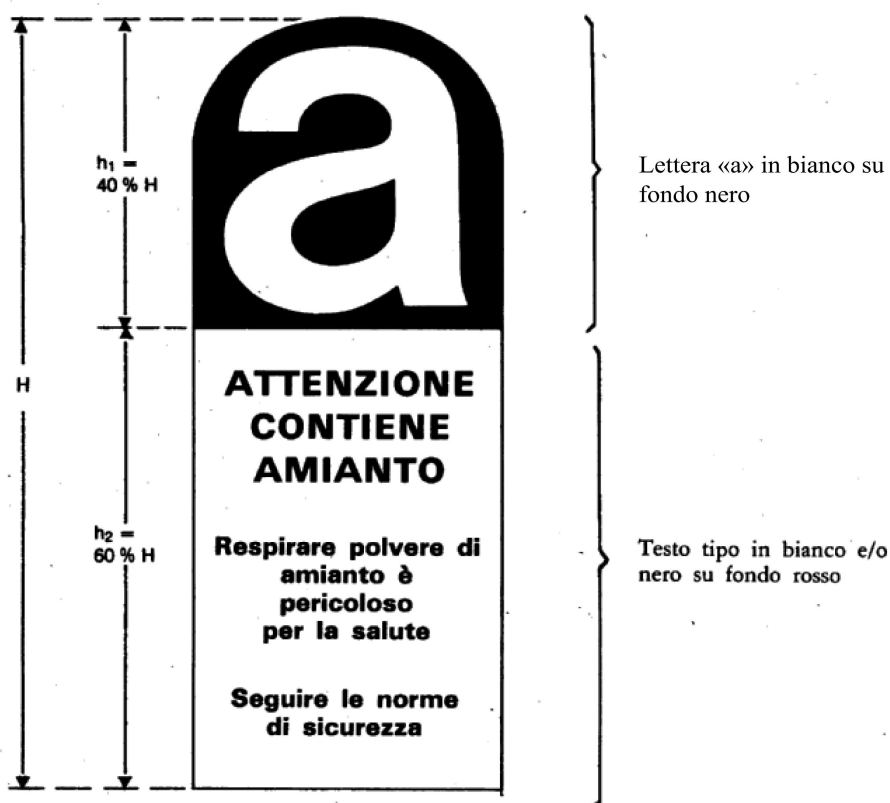 a
h₁ =
40 % H
Lettera «a» in bianco su
fondo nero
H
ATTENZIONE
CONTIENE
AMIANTO
h₂ =
60 % H
Respirare polvere di
amianto è
pericoloso
per la salute
Testo tipo in bianco e/o
nero su fondo rosso
Seguire le norme
di sicurezza